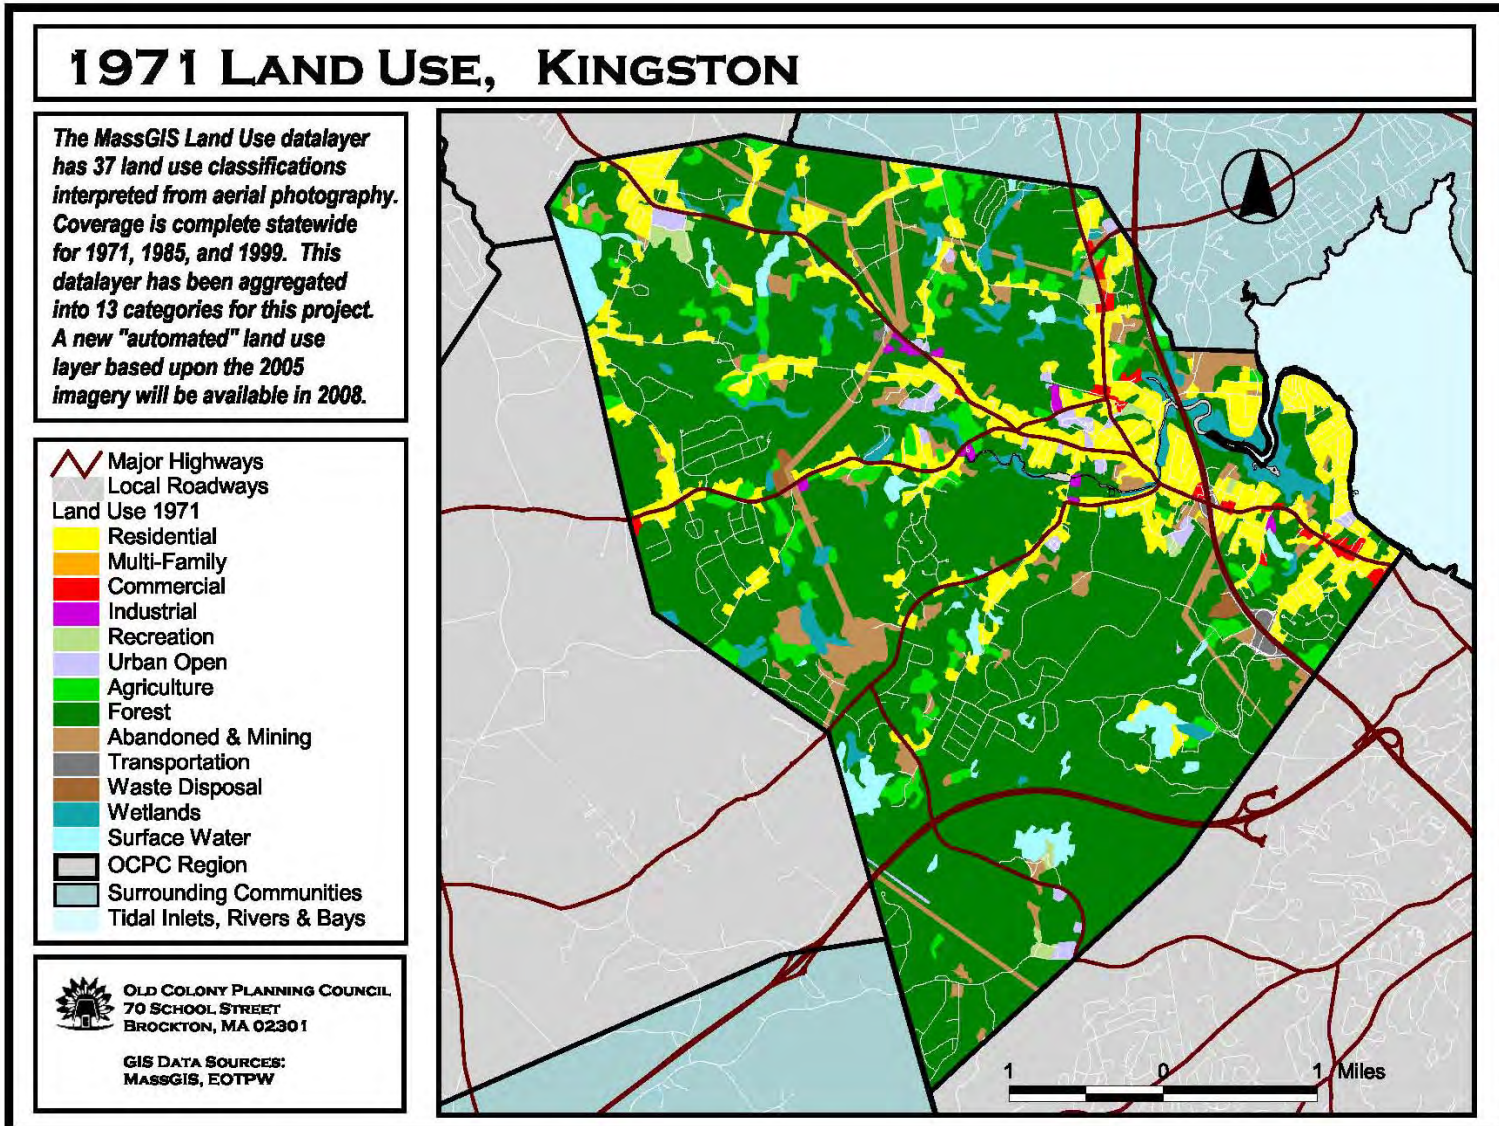 1971 LAND USE, KINGSTON
The MassGIS Land Use datalayer
has 37 land use classifications
interpreted from aerial photography.
Coverage is complete statewide
for 1971, 1985, and 1999. This
datalayer has been aggregated
into 13 categories for this project.
A new "automated" land use
layer based upon the 2005
imagery will be available in 2008.
Major Highways
Local Roadways
Land Use 1971
Residential
Multi-Family
Commercial
Industrial
Recreation
Urban Open
Agriculture
Forest
Abandoned & Mining
Transportation
Waste Disposal
Wetlands
Surface Water
OCPC Region
Surrounding Communities
Tidal Inlets, Rivers & Bays
OLD COLONY PLANNING COUNCIL
70 SCHOOL STREET
BROCKTON, MA 02301
GIS DATA SOURCES:
MASSGIS, EOTPW
1 0 1 Miles